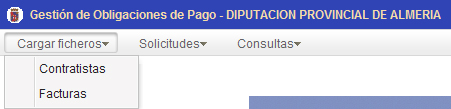 Gestión de Obligaciones de Pago - DIPUTACION PROVINCIAL DE ALMERIA
Cargar ficheros Solicitudes Consultas
Contratistas
Facturas